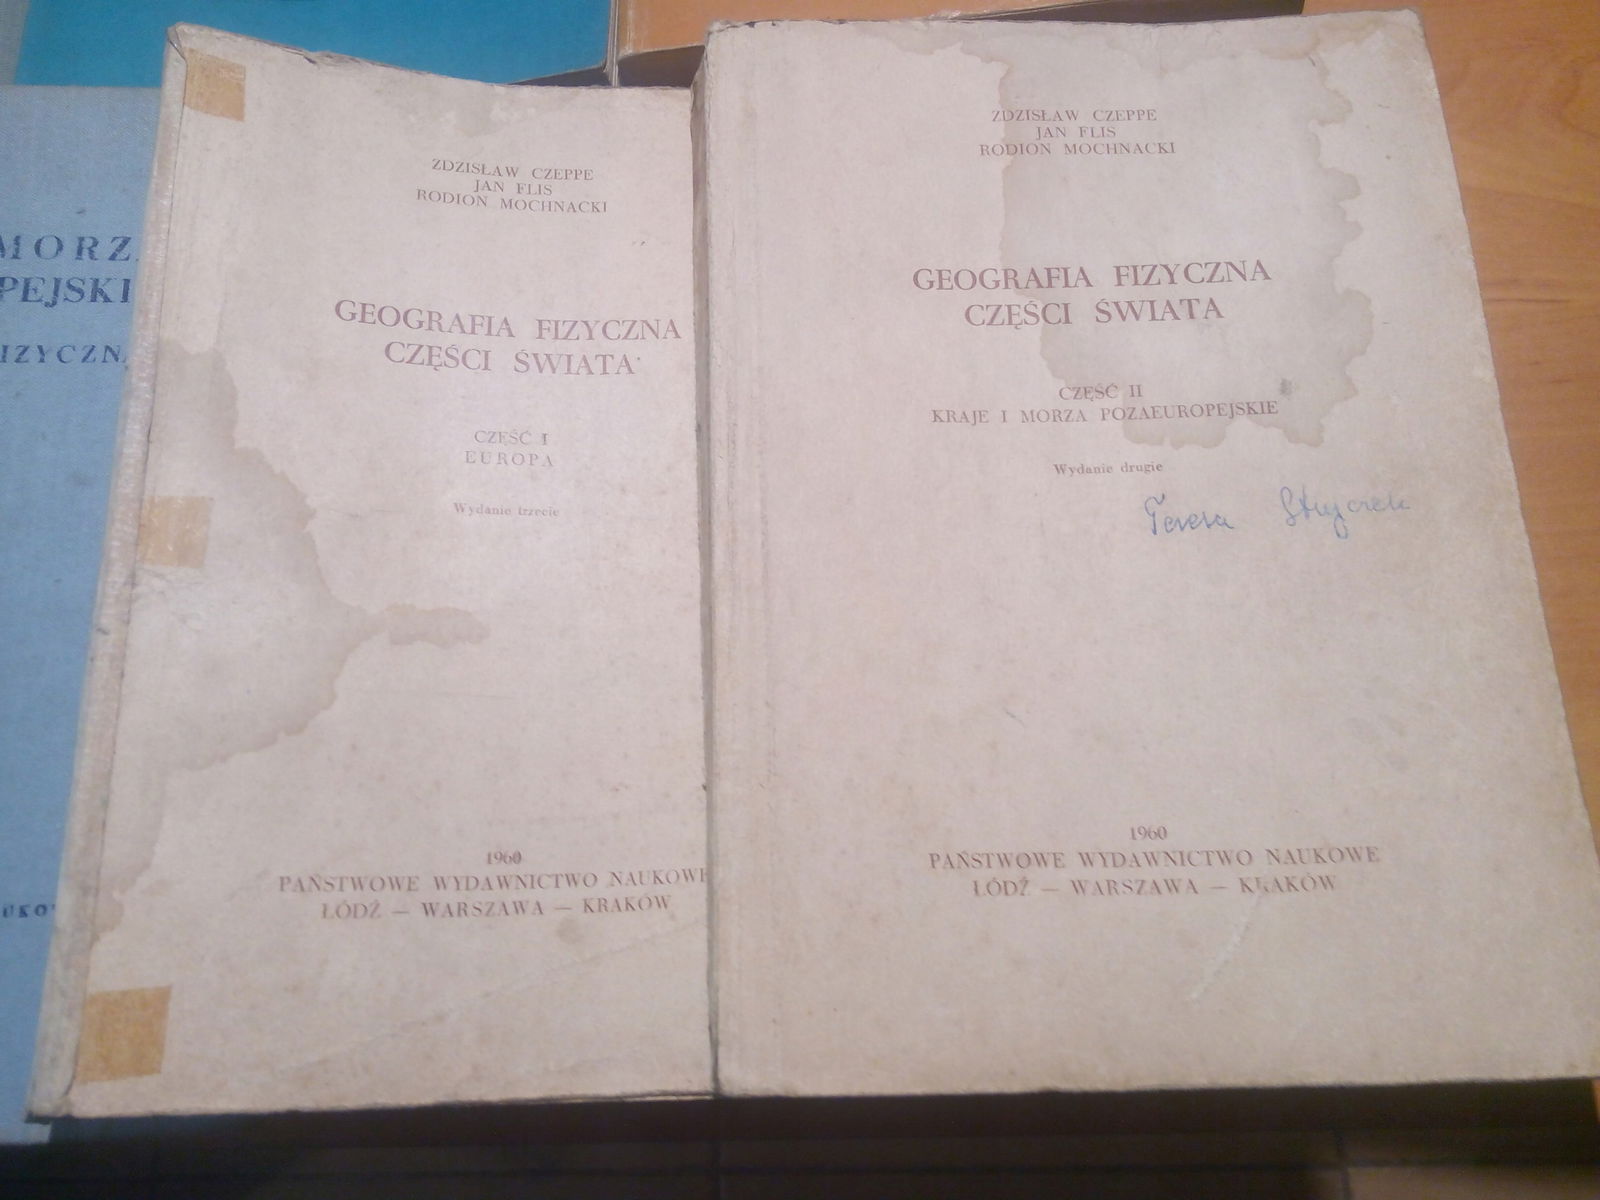 MORZ
PEJSKI
IZYCZN
ZDZISŁAW CZEPPE
JAN FLIS
RODION MOCHNACKI
GEOGRAFIA FIZYCZNA
CZĘŚCI ŚWIATA
CZĘŚĆ I
EUROPA
Wydanie trzecie
1960
PAŃSTWOWE WYDAWNICTWO NAUKOWE
ŁÓDŹ — WARSZAWA — KRAKÓW
ZDZISŁAW CZEPPE
JAN FLIS
RODION MOCHNACKI
GEOGRAFIA FIZYCZNA
CZĘŚCI ŚWIATA
CZĘŚĆ II
KRAJE I MORZA POZAEUROPEJSKIE
Wydanie drugie
Teresa
1960
PAŃSTWOWE WYDAWNICTWO NAUKOWE
ŁÓDŹ — WARSZAWA — KRAKÓW